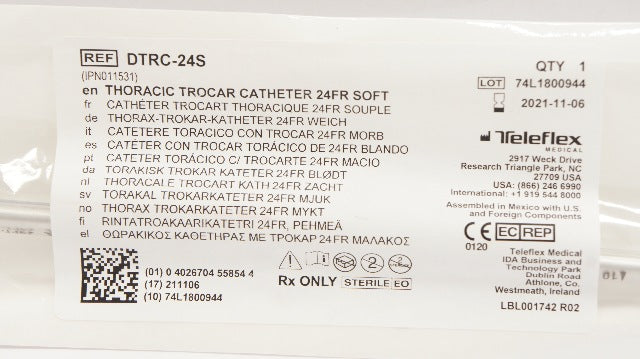 REF DTRC-24S
(IPN011531)
en THORACIC TROCAR CATHETER 24FR SOFT
fr CATHÉTER TROCART THORACIQUE 24FR SOUPLE
de THORAX-TROKAR-KATHETER 24FR WEICH
it CATETERE TORACICO CON TROCAR 24FR MORB
es CATÉTER CON TROCAR TORÁCICO DE 24FR BLANDO
pt CATETER TORÁCICO C/ TROCARTE 24FR MACIO
da TORAKISK TROKAR KATETER 24FR BLØDT
nl THORACALE TROCART KATH 24FR ZACHT
sv TORAKAL TROKARKATETER 24FR MJUK
no THORAX TROKARKATETER 24FR MYKT
fi RINTATROAKAARIKATETRI 24FR, PEHMEÄ
el ΘΩΡΑΚΙΚΟΣ ΚΑΘΕΤΗΡΑΣ ΜΕ ΤΡΟΚΑΡ 24FR ΜΑΛΑΚΟΣ
(01) 0 4026704 55854 4
(17) 211106
(10) 74L1800944
2
Rx ONLY STERILE EO
QTY 1
LOT 74L1800944
2021-11-06
Teleflex
MEDICAL
2917 Weck Drive
Research Triangle Park, NC
27709 USA
USA: (866) 246 6990
International: +1 919 544 8000
Assembled in Mexico with U.S.
and Foreign Components
CE EC REP
0120
Teleflex Medical
IDA Business and
Technology Park
Dublin Road
Athlone, Co.
Westmeath, Ireland
LBL001742 R02